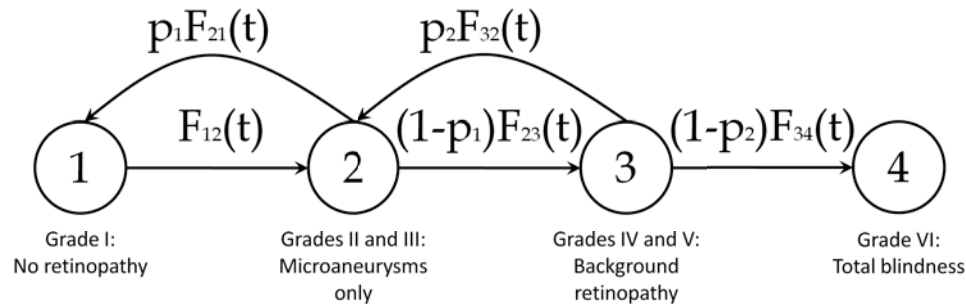 p₁F₂₁(t) p₂F₃₂(t)
F₁₂(t) (1-p₁)F₂₃(t) (1-p₂)F₃₄(t)
1 2 3 4
Grade I:
No retinopathy
Grades II and III:
Microaneurysms
only
Grades IV and V:
Background
retinopathy
Grade VI:
Total blindness